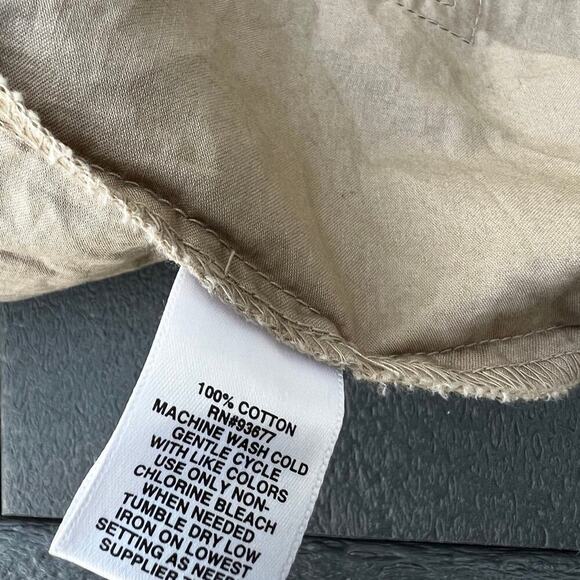 100% COTTON
RN#93677
MACHINE WASH COLD
GENTLE CYCLE
WITH LIKE COLORS
USE ONLY NON-
CHLORINE BLEACH
WHEN NEEDED
TUMBLE DRY LOW
IRON ON LOWEST
SETTING AS NEED
SUPPLIER